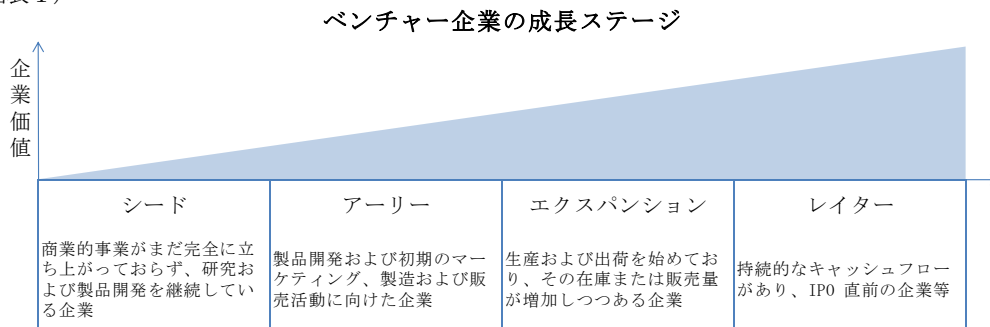 ベンチャー企業の成長ステージ
企業価値
シード
商業的事業がまだ完全に立
ち上がっておらず、研究お
よび製品開発を継続してい
る企業
アーリー
製品開発および初期のマー
ケティング、製造および販
売活動に向けた企業
エクスパンション
生産および出荷を始めてお
り、その在庫または販売量
が増加しつつある企業
レイター
持続的なキャッシュフロー
があり、IPO 直前の企業等